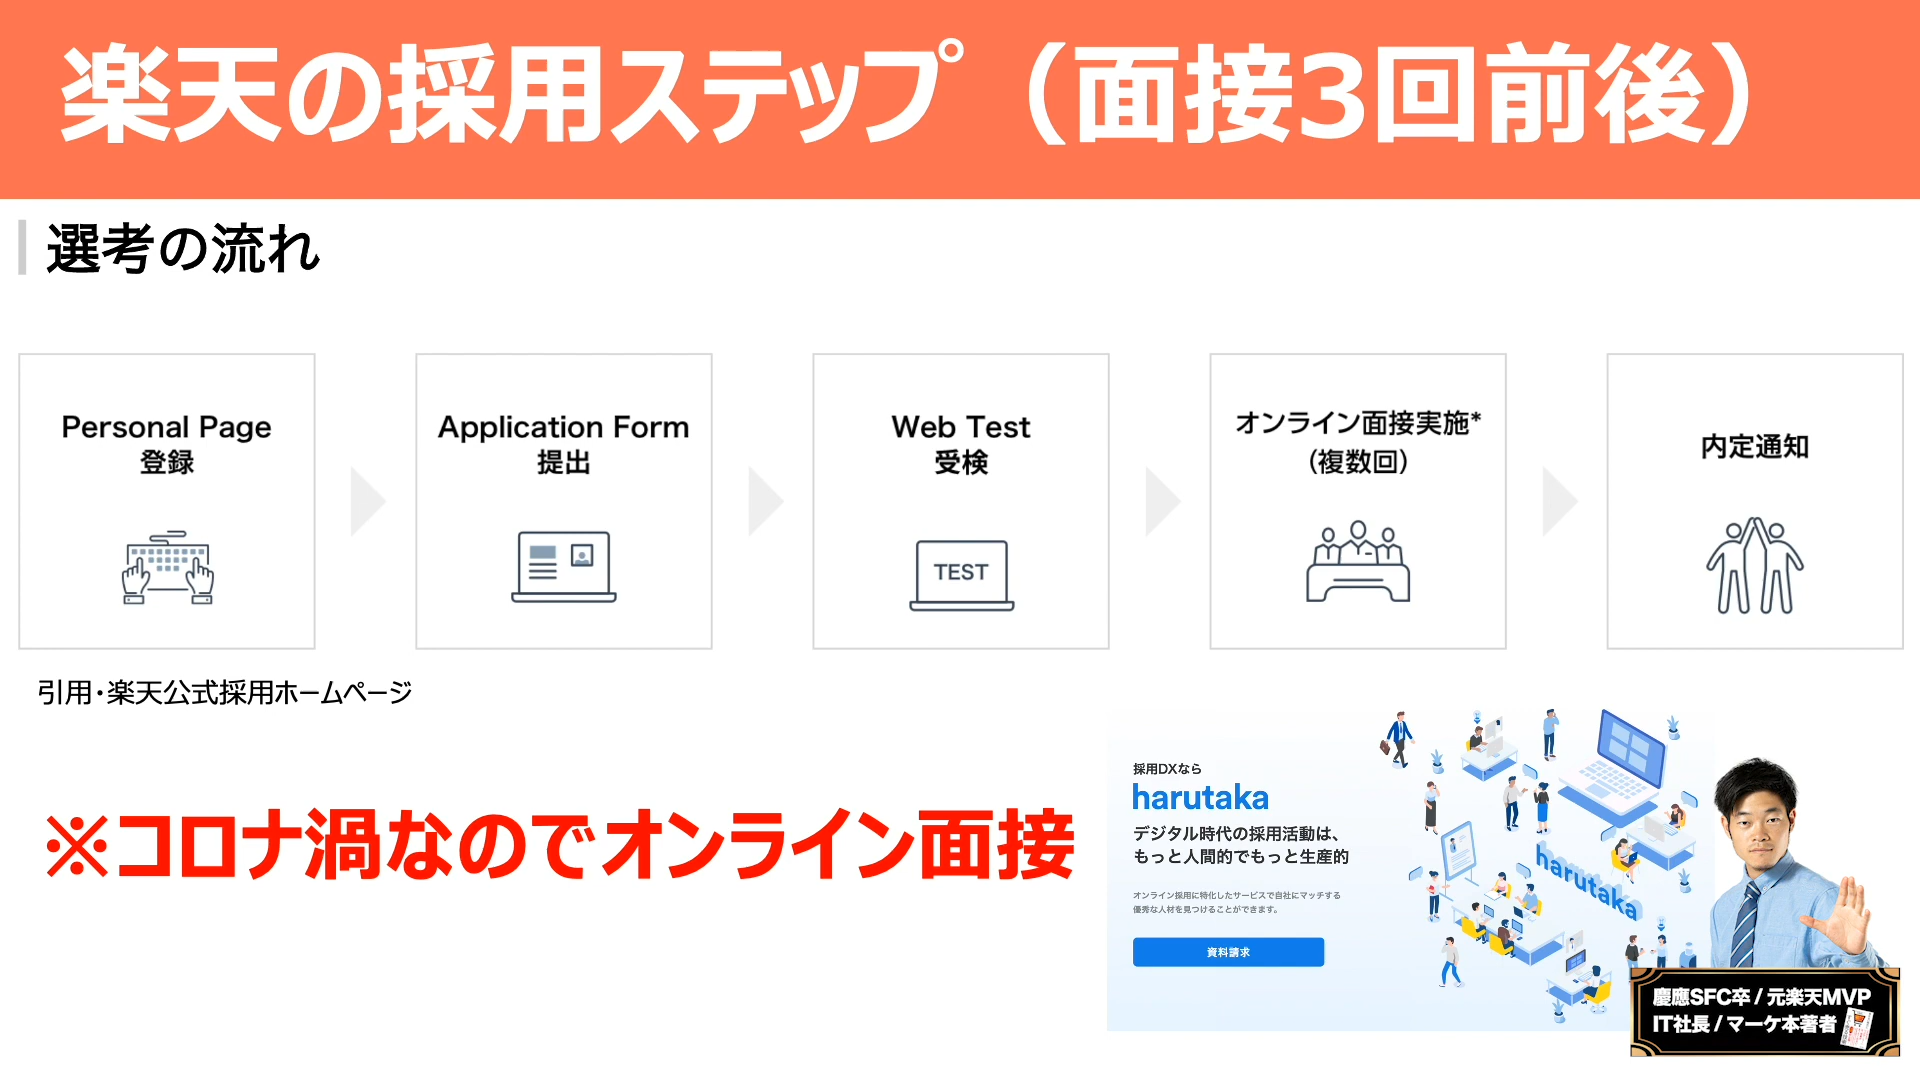 楽天の採用ステップ（面接3回前後）
選考の流れ
Personal Page
登録
Application Form
提出
Web Test
受検
TEST
オンライン面接実施*
（複数回）
内定通知
引用・楽天公式採用ホームページ
※コロナ渦なのでオンライン面接
採用DXなら
harutaka
デジタル時代の採用活動は、
もっと人間的でもっと生産的
オンライン採用に特化したサービスで自社にマッチする
優秀な人材を見つけることができます。
資料請求
harutaka
慶應SFC卒 / 元楽天MVP
IT社長 / マーケ本著者